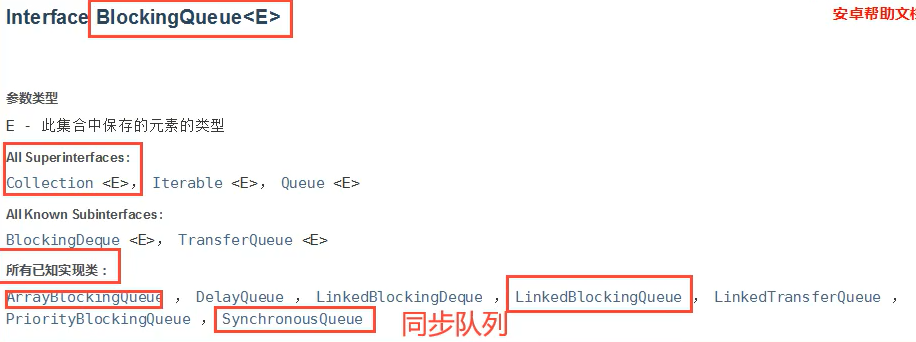 Interface BlockingQueue<E>
安卓帮助文档
参数类型
E - 此集合中保存的元素的类型
All Superinterfaces:
Collection <E>, Iterable <E>, Queue <E>
All Known Subinterfaces:
BlockingDeque <E>, TransferQueue <E>
所有已知实现类:
ArrayBlockingQueue , DelayQueue , LinkedBlockingDeque , LinkedBlockingQueue , LinkedTransferQueue ,
PriorityBlockingQueue , SynchronousQueue
同步队列